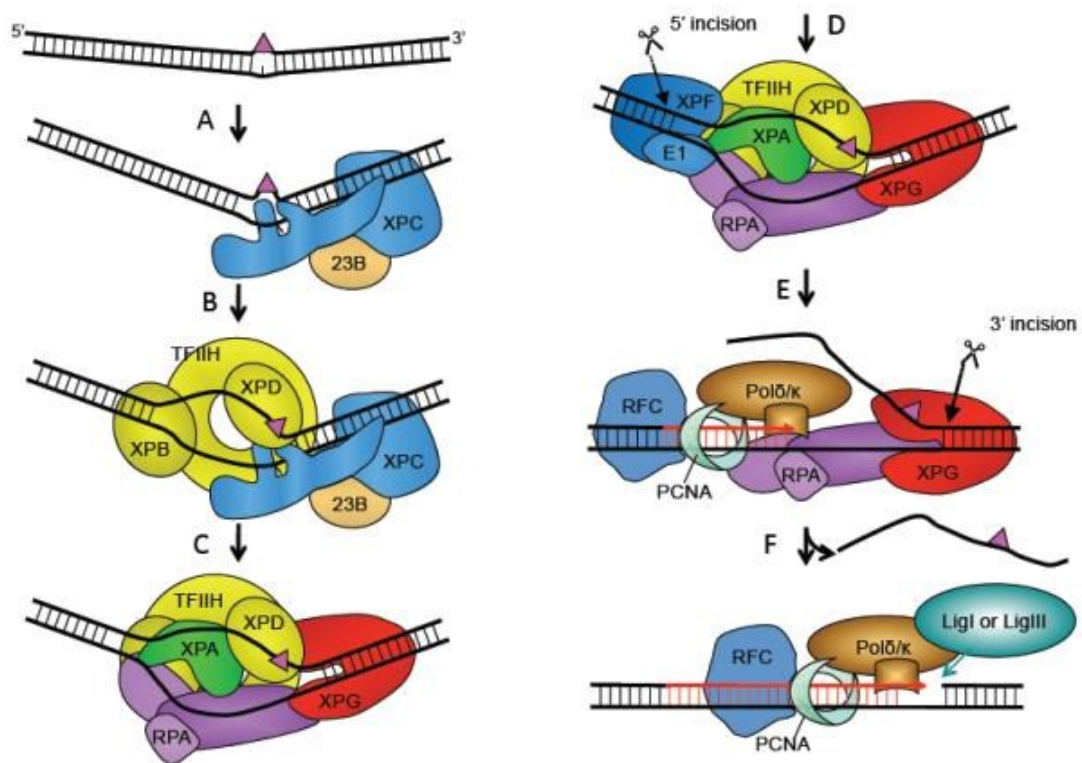 5'
3'
A
XPC
23B
B
TFIIH
XPD
XPB
XPC
23B
C
TFIIH
XPD
XPA
XPG
RPA
5' incision
D
TFIIH
XPF
XPD
XPA
E1
XPG
RPA
E
3' incision
Polδ/κ
RFC
RPA
PCNA
XPG
F
LigI or LigIII
Polδ/κ
RFC
PCNA